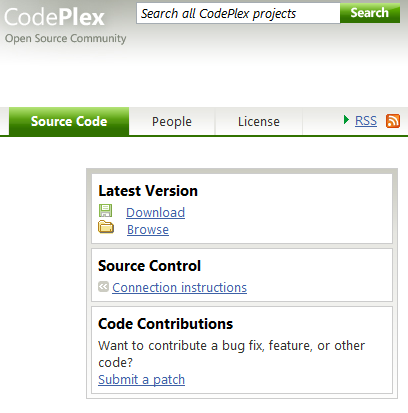 CodePlex
Open Source Community
Search all CodePlex projects
Search
Source Code
People
License
RSS
Latest Version
Download
Browse
Source Control
Connection instructions
Code Contributions
Want to contribute a bug fix, feature, or other
code?
Submit a patch